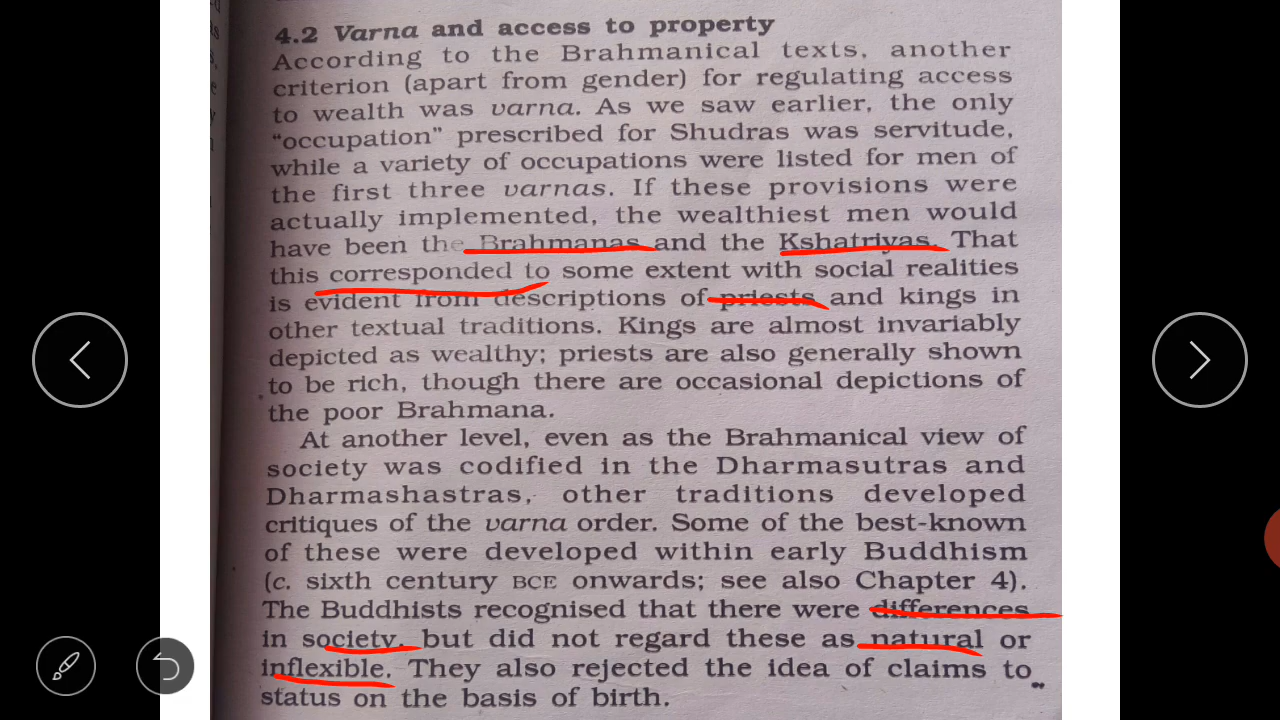 4.2 Varna and access to property
According to the Brahmanical texts, another
criterion (apart from gender) for regulating access
to wealth was varna. As we saw earlier, the only
“occupation” prescribed for Shudras was servitude,
while a variety of occupations were listed for men of
the first three varnas. If these provisions were
actually implemented, the wealthiest men would
have been the Brahmanas and the Kshatriyas. That
this corresponded to some extent with social realities
is evident from descriptions of priests and kings in
other textual traditions. Kings are almost invariably
depicted as wealthy; priests are also generally shown
to be rich, though there are occasional depictions of
the poor Brahmana.
At another level, even as the Brahmanical view of
society was codified in the Dharmasutras and
Dharmashastras, other traditions developed
critiques of the varna order. Some of the best-known
of these were developed within early Buddhism
(c. sixth century BCE onwards; see also Chapter 4).
The Buddhists recognised that there were differences
in society, but did not regard these as natural or
inflexible. They also rejected the idea of claims to
status on the basis of birth.